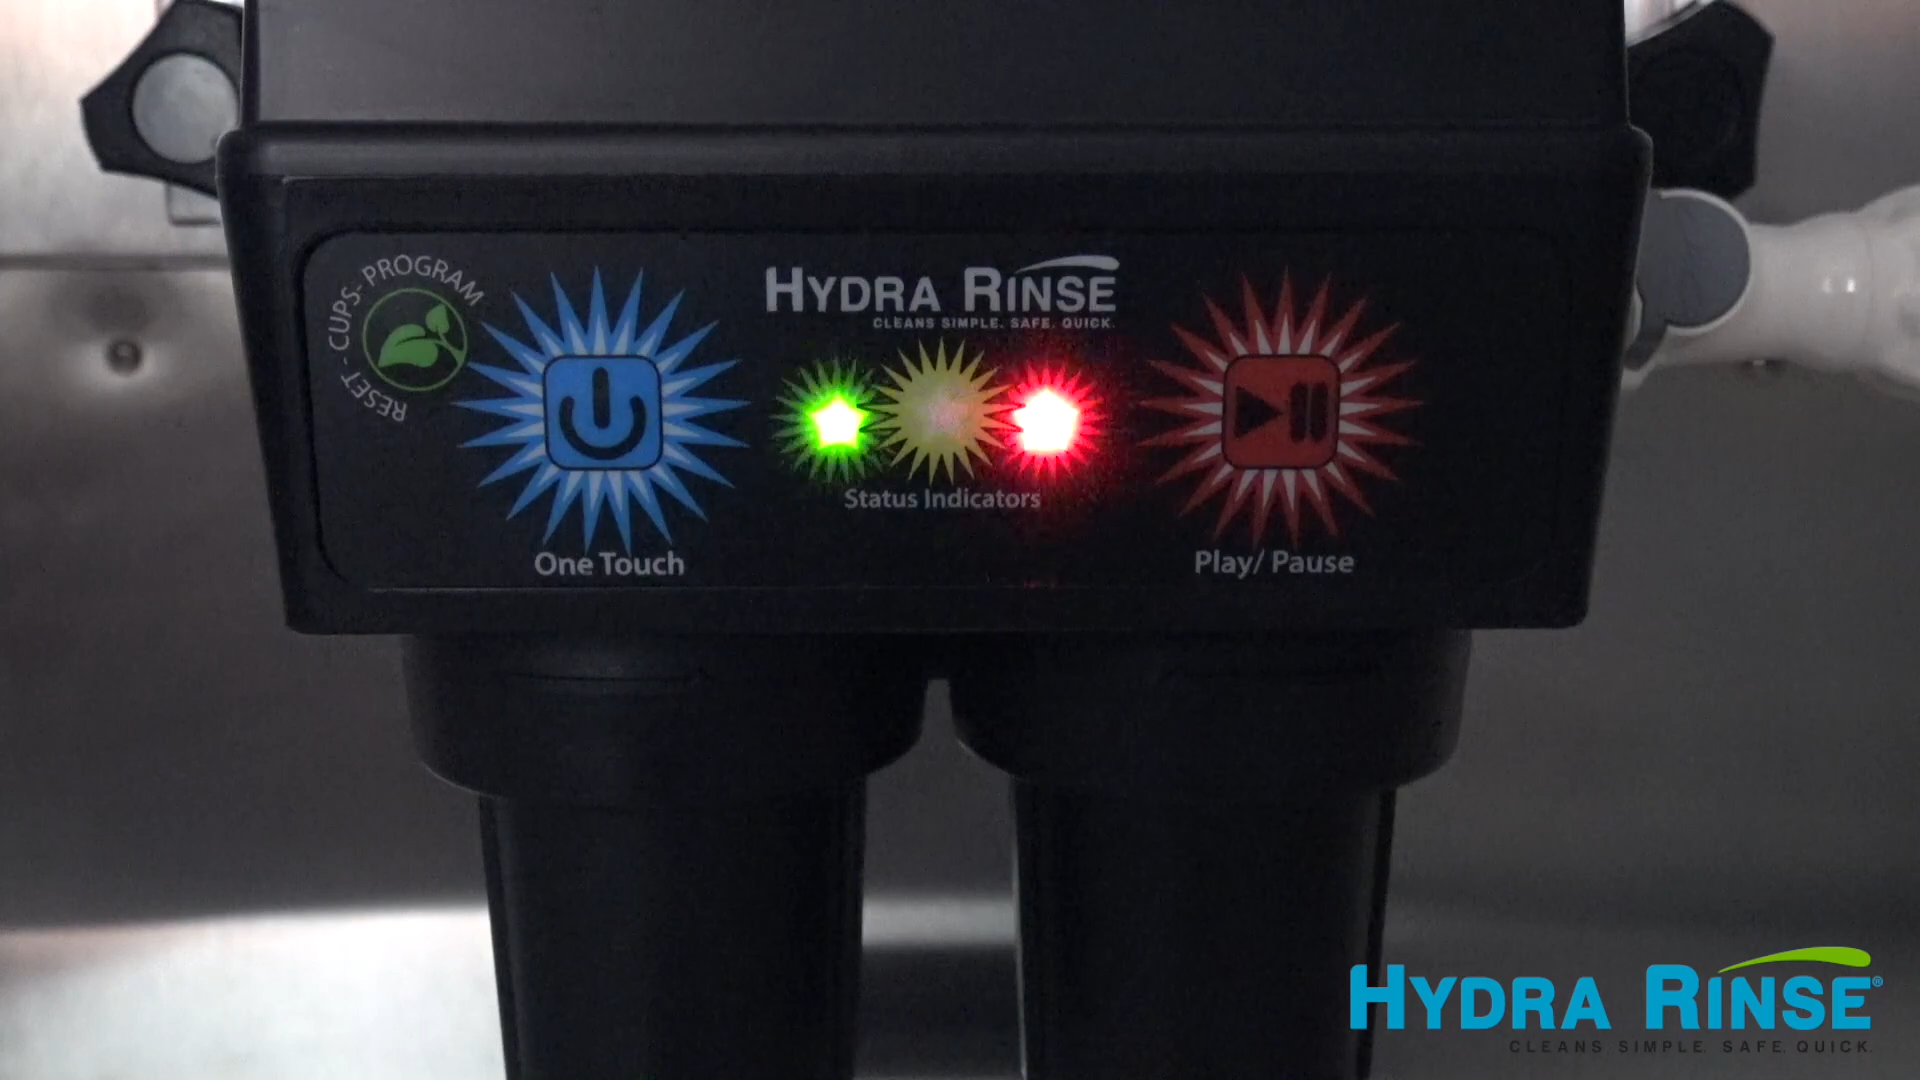 RESET - CUPS- PROGRAM
HYDRA RINSE
CLEANS SIMPLE. SAFE. QUICK.
Status Indicators
One Touch
Play/ Pause
HYDRA RINSE®
CLEANS SIMPLE. SAFE. QUICK.